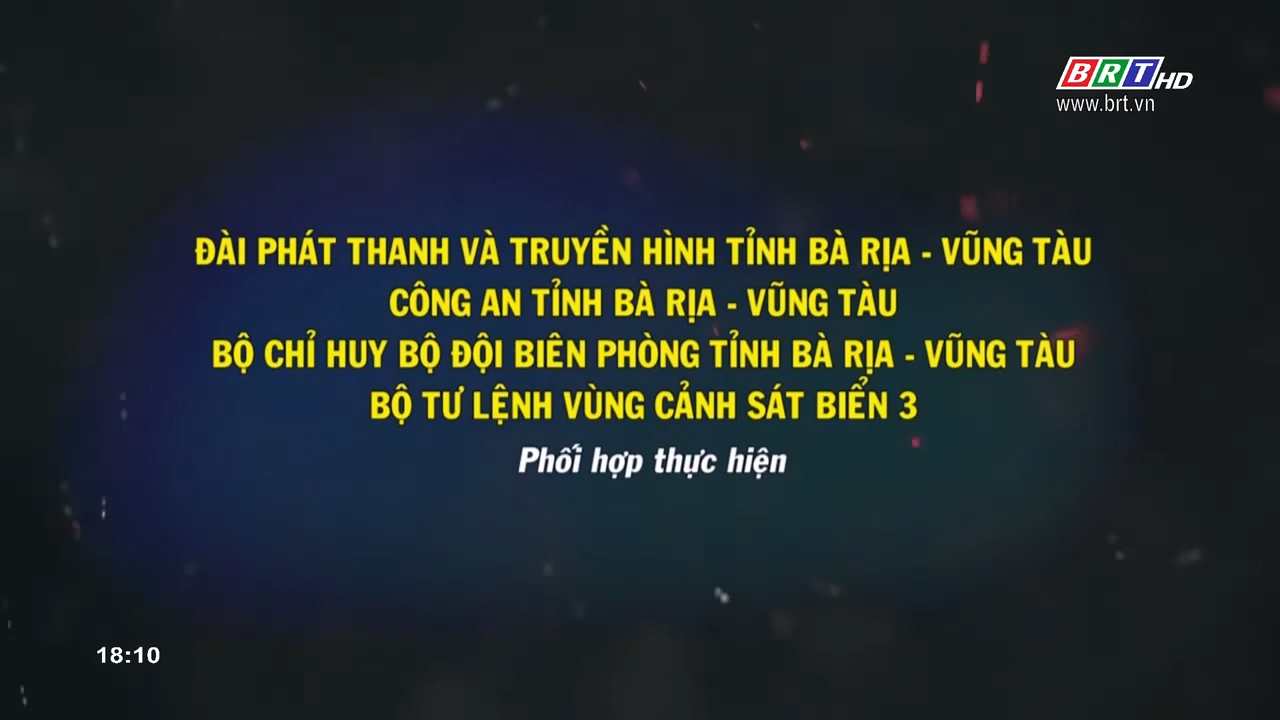 BRT HD
www.brt.vn
ĐÀI PHÁT THANH VÀ TRUYỀN HÌNH TỈNH BÀ RỊA - VŨNG TÀU
CÔNG AN TỈNH BÀ RỊA - VŨNG TÀU
BỘ CHỈ HUY BỘ ĐỘI BIÊN PHÒNG TỈNH BÀ RỊA - VŨNG TÀU
BỘ TƯ LỆNH VÙNG CẢNH SÁT BIỂN 3
Phối hợp thực hiện
18:10